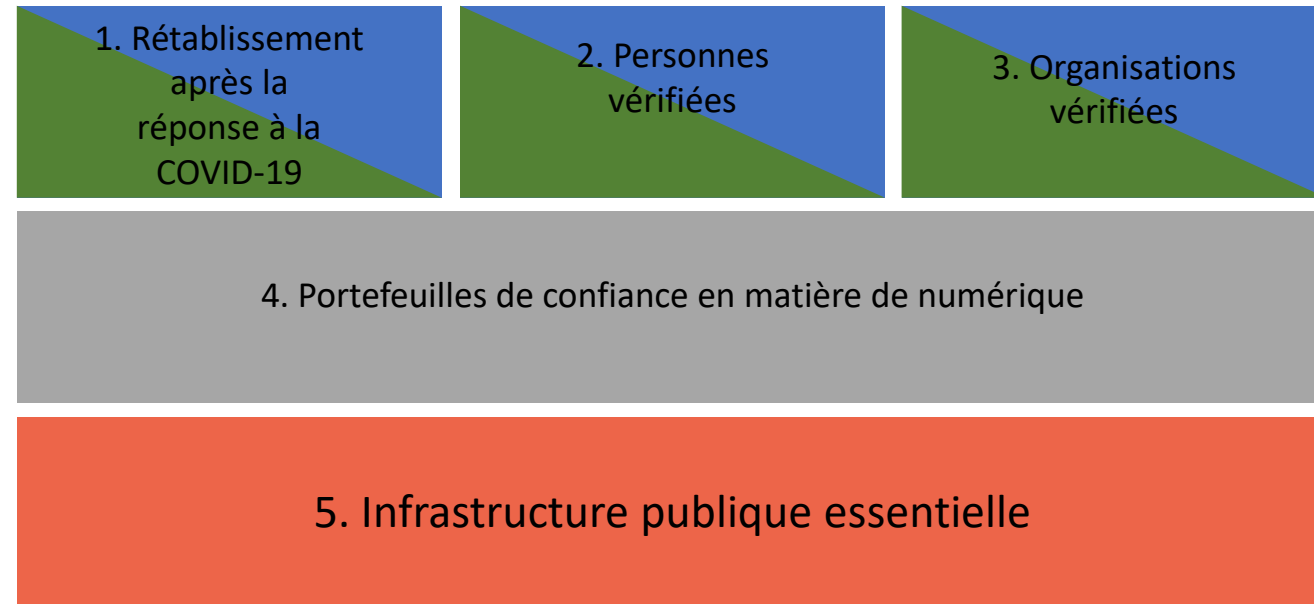 1. Rétablissement
après la
réponse à la
COVID-19
2. Personnes
vérifiées
3. Organisations
vérifiées
4. Portefeuilles de confiance en matière de numérique
5. Infrastructure publique essentielle